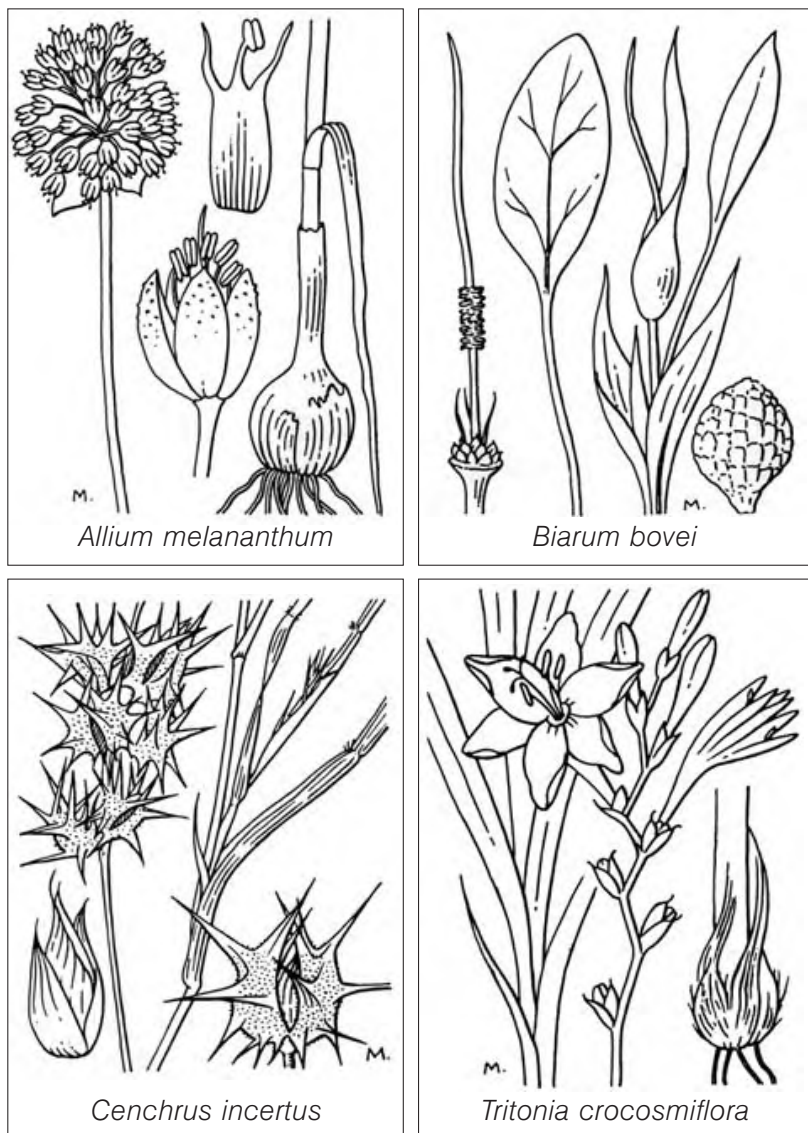 M.
Allium melananthum
M.
Biarum bovei
M.
Cenchrus incertus
M.
Tritonia crocosmiflora